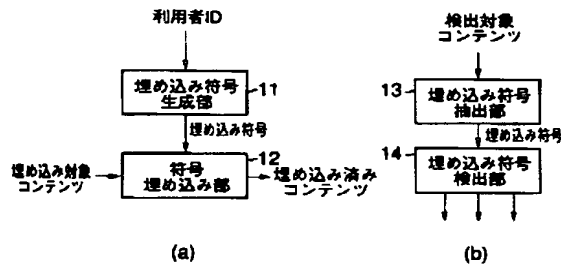 利用者ID
埋め込み符号
生成部
11
埋め込み符号
埋め込み対象
コンテンツ
符号
埋め込み部
12
埋め込み済み
コンテンツ
(a)
検出対象
コンテンツ
13
埋め込み符号
抽出部
埋め込み符号
14
埋め込み符号
検出部
(b)